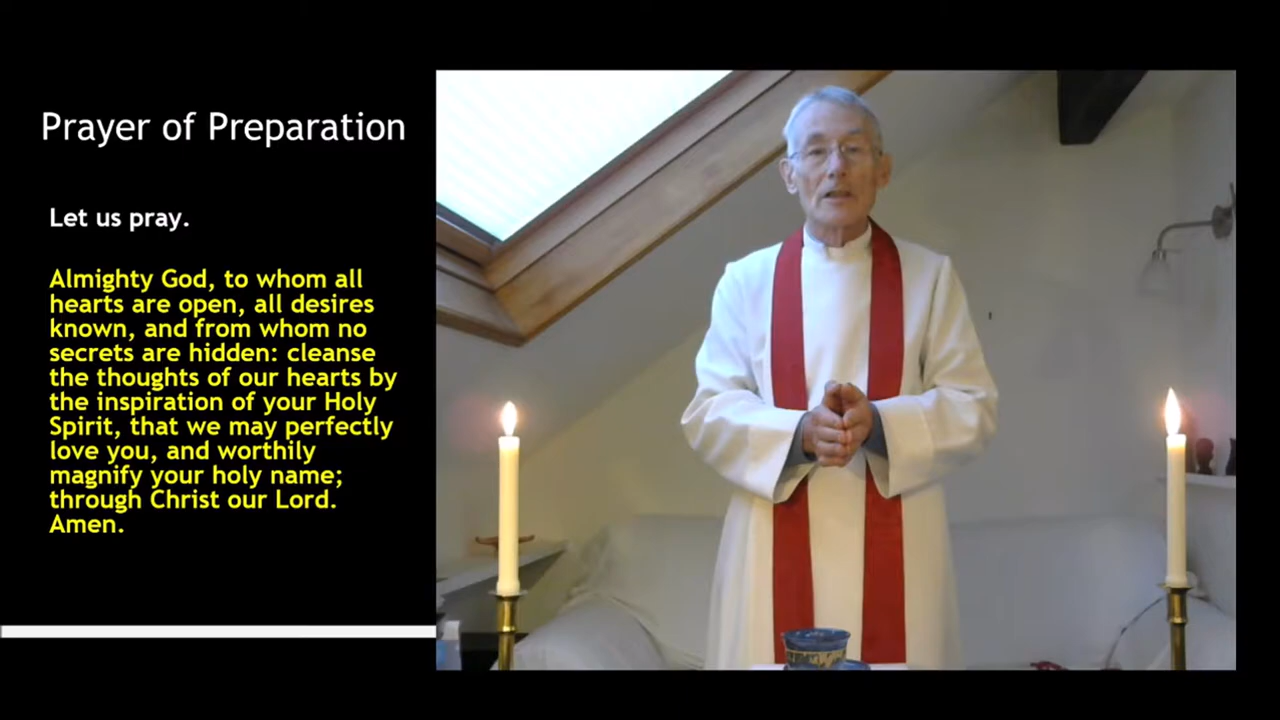 Prayer of Preparation
Let us pray.
Almighty God, to whom all
hearts are open, all desires
known, and from whom no
secrets are hidden: cleanse
the thoughts of our hearts by
the inspiration of your Holy
Spirit, that we may perfectly
love you, and worthily
magnify your holy name;
through Christ our Lord.
Amen.